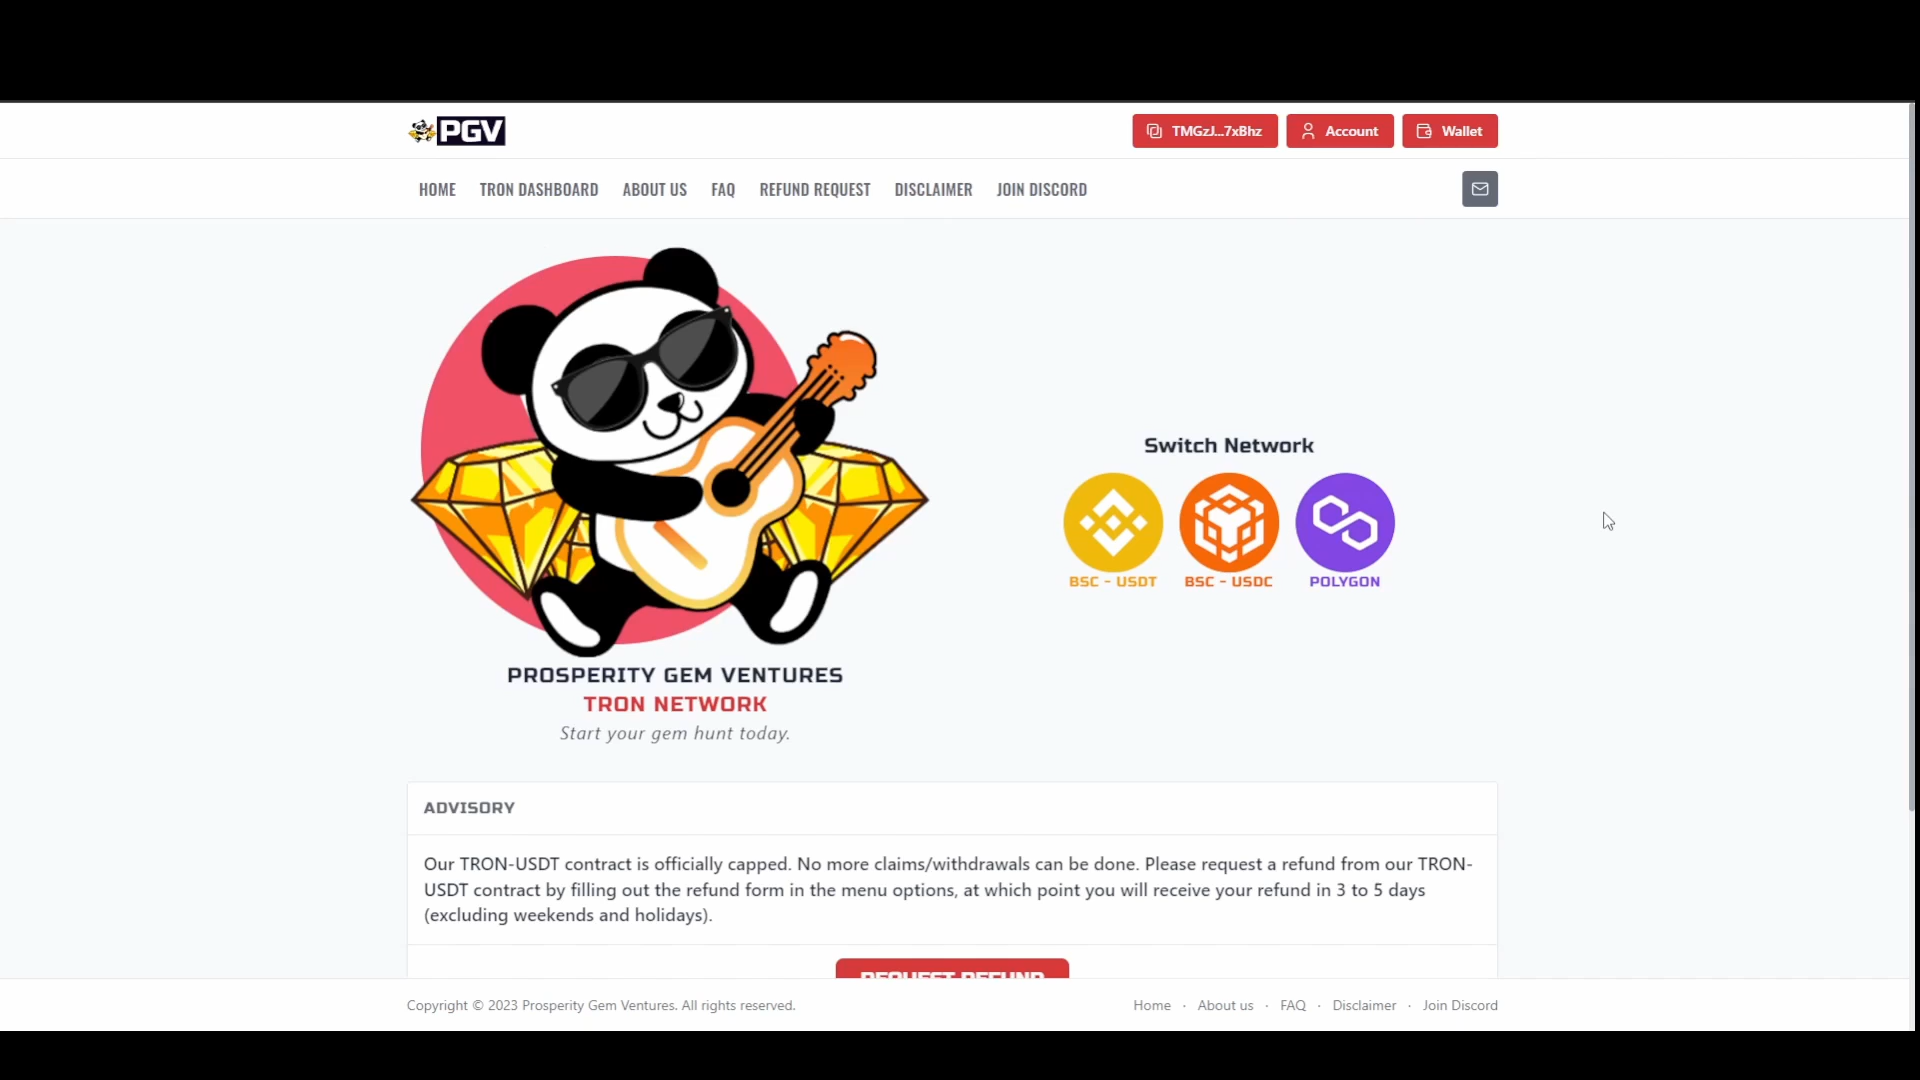 PGV
TMGzJ...7xBhz
Account
Wallet
HOME
TRON DASHBOARD
ABOUT US
FAQ
REFUND REQUEST
DISCLAIMER
JOIN DISCORD
Switch Network
BSC - USDT
BSC - USDC
POLYGON
PROSPERITY GEM VENTURES
TRON NETWORK
Start your gem hunt today.
ADVISORY
Our TRON-USDT contract is officially capped. No more claims/withdrawals can be done. Please request a refund from our TRON-
USDT contract by filling out the refund form in the menu options, at which point you will receive your refund in 3 to 5 days
(excluding weekends and holidays).
REQUEST REFUND
Copyright © 2023 Prosperity Gem Ventures. All rights reserved.
Home · About us · FAQ · Disclaimer · Join Discord